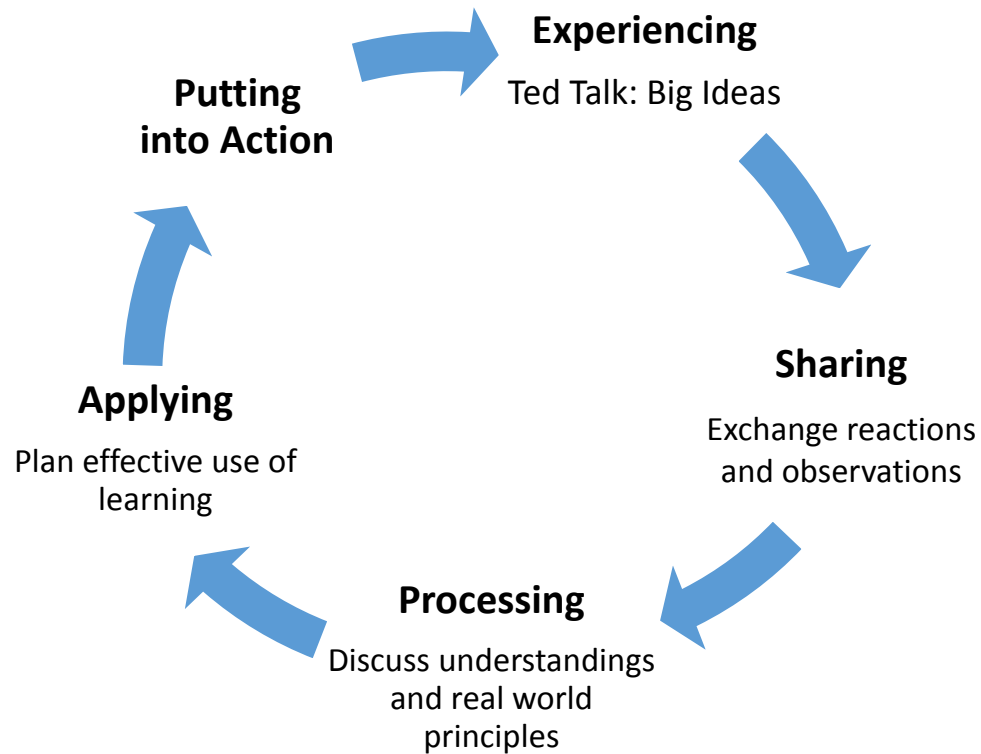 Experiencing
Ted Talk: Big Ideas
Sharing
Exchange reactions
and observations
Processing
Discuss understandings
and real world
principles
Applying
Plan effective use of
learning
Putting
into Action